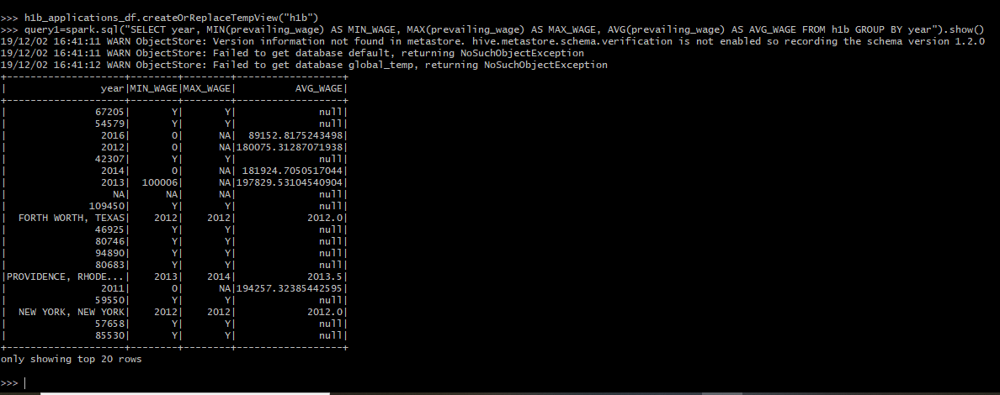 >>> h1b_applications_df.createOrReplaceTempView("h1b")
>>> query1=spark.sql("SELECT year, MIN(prevailing_wage) AS MIN_WAGE, MAX(prevailing_wage) AS MAX_WAGE, AVG(prevailing_wage) AS AVG_WAGE FROM h1b GROUP BY year").show()
19/12/02 16:41:11 WARN ObjectStore: Version information not found in metastore. hive.metastore.schema.verification is not enabled so recording the schema version 1.2.0
19/12/02 16:41:11 WARN ObjectStore: Failed to get database default, returning NoSuchObjectException
19/12/02 16:41:12 WARN ObjectStore: Failed to get database global_temp, returning NoSuchObjectException
+--------------------+--------+--------+------------------+
|                year|MIN_WAGE|MAX_WAGE|          AVG_WAGE|
+--------------------+--------+--------+------------------+
|               67205|       Y|       Y|              null|
|               54579|       Y|       Y|              null|
|                2016|       0|      NA|  89152.8175243498|
|                2012|       0|      NA|180075.31287071938|
|               42307|       Y|       Y|              null|
|                2014|       0|      NA| 181924.7050517044|
|                2013|  100006|      NA|197829.53104540904|
|                  NA|      NA|      NA|              null|
|              109450|       Y|       Y|              null|
|  FORTH WORTH, TEXAS|    2012|    2012|            2012.0|
|               46925|       Y|       Y|              null|
|               80746|       Y|       Y|              null|
|               94890|       Y|       Y|              null|
|               80683|       Y|       Y|              null|
|PROVIDENCE, RHODE...|    2013|    2014|            2013.5|
|                2011|       0|      NA|194257.32385442595|
|               59550|       Y|       Y|              null|
|  NEW YORK, NEW YORK|    2012|    2012|            2012.0|
|               57658|       Y|       Y|              null|
|               85530|       Y|       Y|              null|
+--------------------+--------+--------+------------------+
only showing top 20 rows
>>>